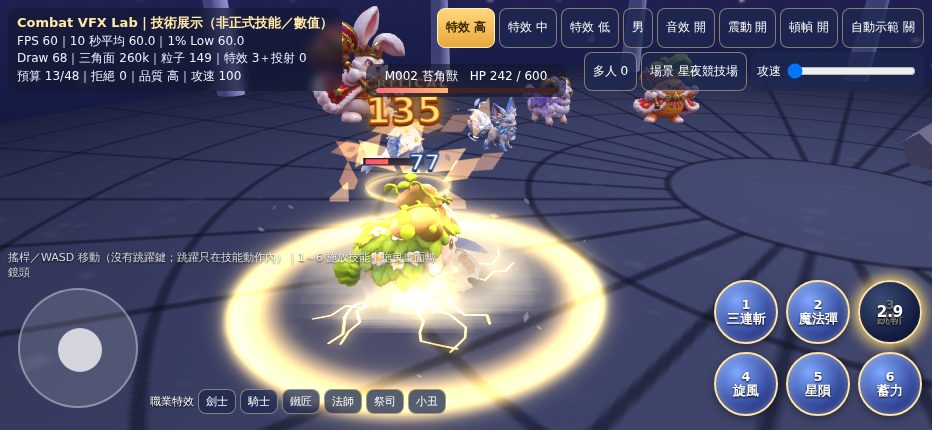 Combat VFX Lab｜技術展示（非正式技能／數值）
FPS 60｜10 秒平均 60.0｜1% Low 60.0
Draw 68｜三角面 260k｜粒子 149｜特效 3＋投射 0
預算 13/48｜拒絕 0｜品質 高｜攻速 100
特效 高
特效 中
特效 低
男
音效 開
震動 開
頓幀 開
自動示範 關
多人 0
場景 星夜競技場
攻速
M002 苔角獸 HP 242 / 600
135
77
搖桿／WASD 移動（沒有跳躍鍵；跳躍只在技能動作內）｜1～6 施放技能
鏡頭
1
三連斬
2
魔法彈
2.9
4
旋風
5
星隕
6
蓄力
職業特效
劍士
騎士
鐵匠
法師
祭司
小丑